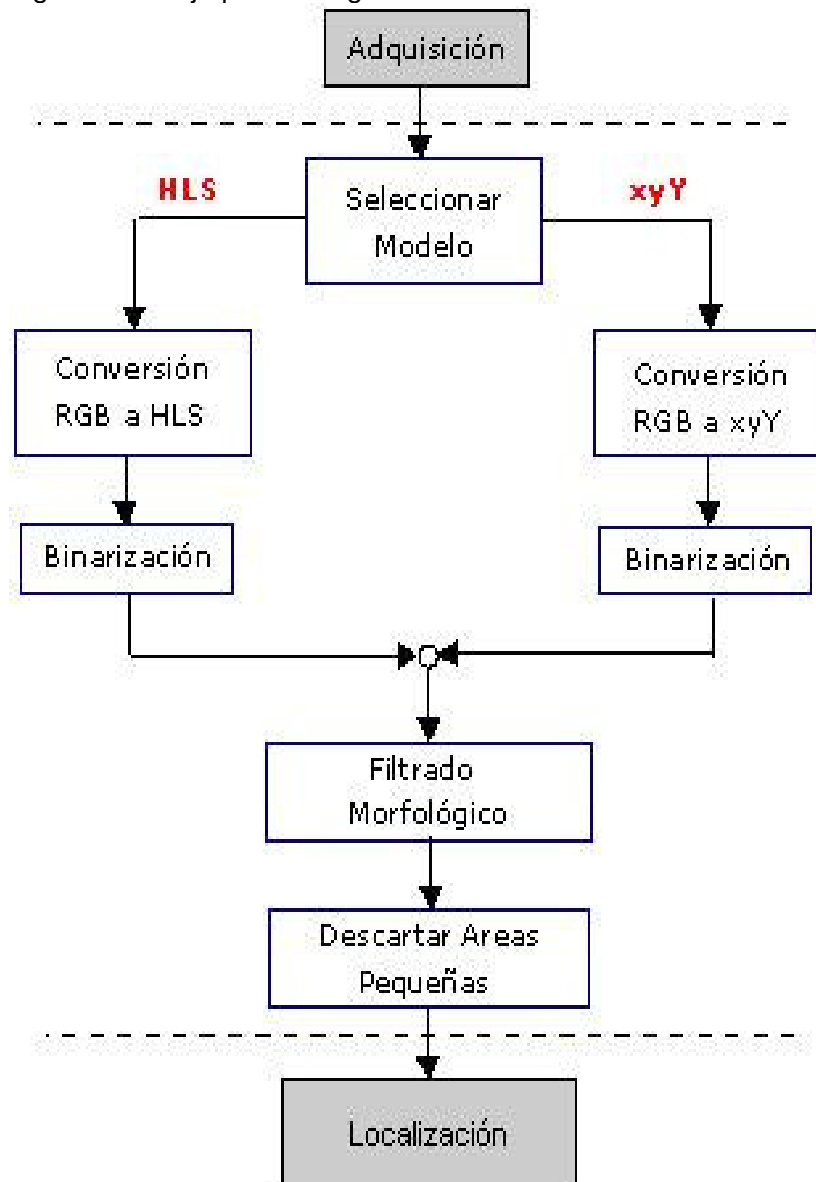 Adquisición
HLS
xyY
Seleccionar
Modelo
Conversión
RGB a HLS
Conversión
RGB a xyY
Binarización
Binarización
Filtrado
Morfológico
Descartar Areas
Pequeñas
Localización